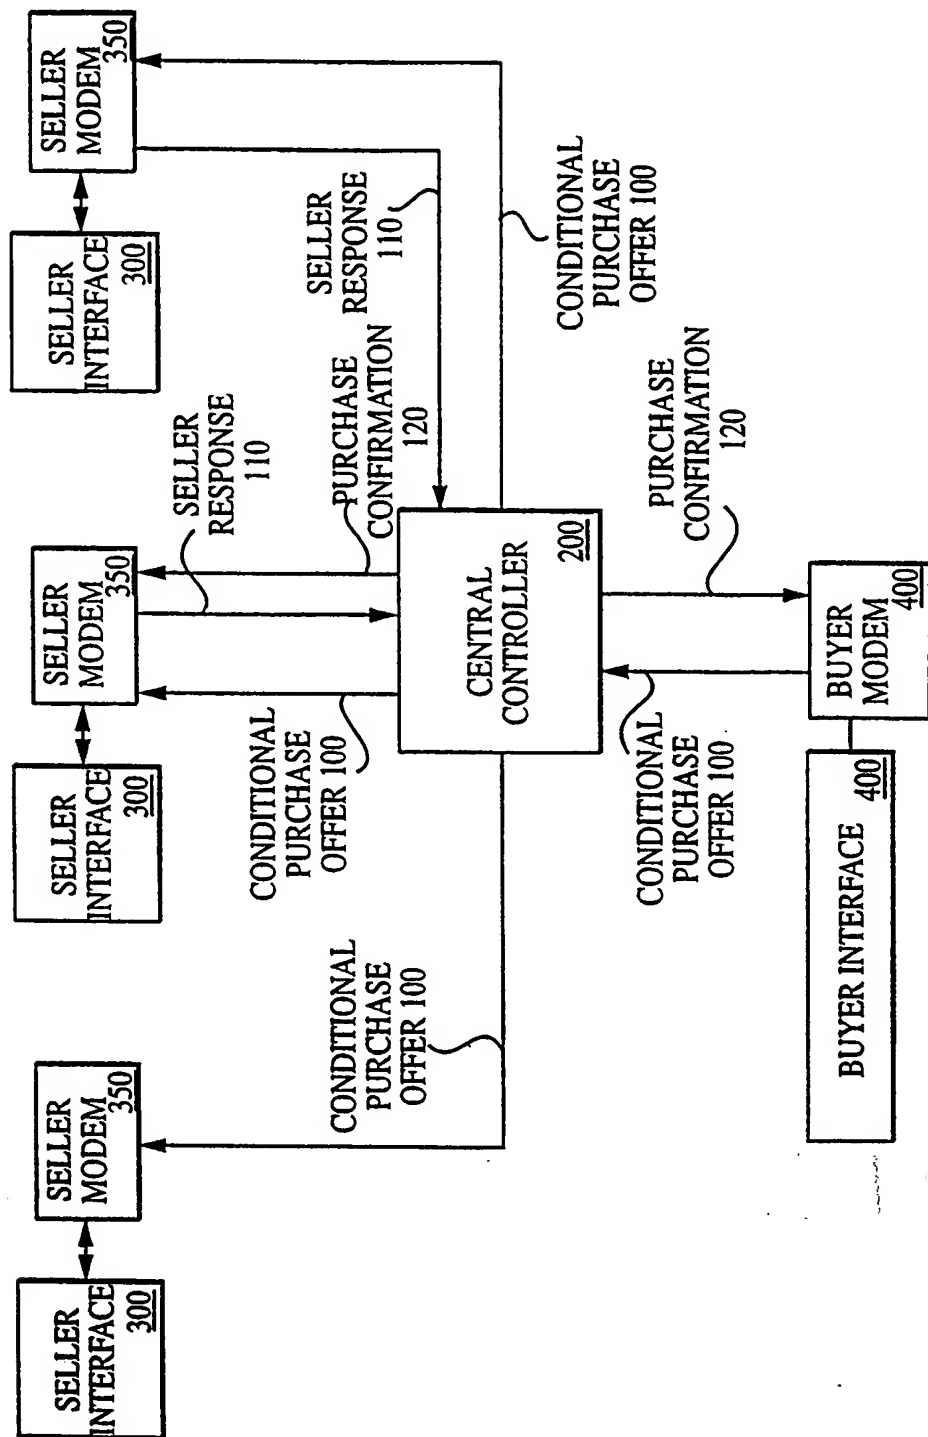 SELLER
INTERFACE
300
SELLER
MODEM
350
SELLER
INTERFACE
300
SELLER
MODEM
350
SELLER
INTERFACE
300
SELLER
MODEM
350
SELLER
RESPONSE
110
CONDITIONAL
PURCHASE
OFFER 100
CONDITIONAL
PURCHASE
OFFER 100
PURCHASE
CONFIRMATION
120
SELLER
RESPONSE
110
CENTRAL
CONTROLLER
200
CONDITIONAL
PURCHASE
OFFER 100
CONDITIONAL
PURCHASE
OFFER 100
PURCHASE
CONFIRMATION
120
BUYER INTERFACE
400
BUYER
MODEM
400